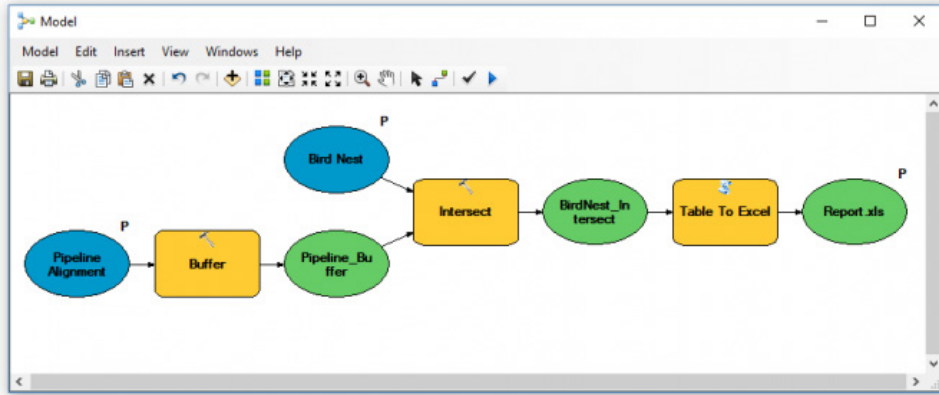 Model
Model Edit Insert View Windows Help
P
Bird Nest
P
Pipeline
Alignment
Buffer
Pipeline_Bu
ffer
Intersect
BirdNest_In
tersect
Table To Excel
P
Report.xls